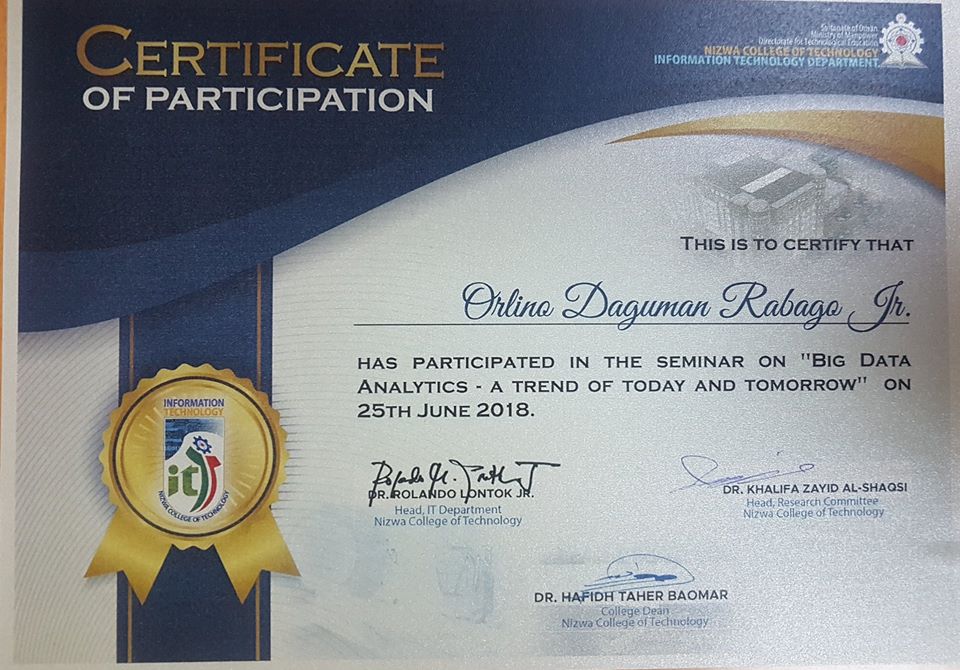 CERTIFICATE
OF PARTICIPATION
Sultanate of Oman
Ministry of Manpower
Directorate for Technological Education
NIZWA COLLEGE OF TECHNOLOGY
INFORMATION TECHNOLOGY DEPARTMENT
THIS IS TO CERTIFY THAT
Orlino Daguman Rabago Jr.
HAS PARTICIPATED IN THE SEMINAR ON "BIG DATA
ANALYTICS - A TREND OF TODAY AND TOMORROW" ON
25TH JUNE 2018.
INFORMATION
TECHNOLOGY
it
NIZWA COLLEGE OF TECHNOLOGY
DR. ROLANDO LONTOK JR.
Head, IT Department
Nizwa College of Technology
DR. KHALIFA ZAYID AL-SHAQSI
Head, Research Committee
Nizwa College of Technology
DR. HAFIDH TAHER BAOMAR
College Dean
Nizwa College of Technology